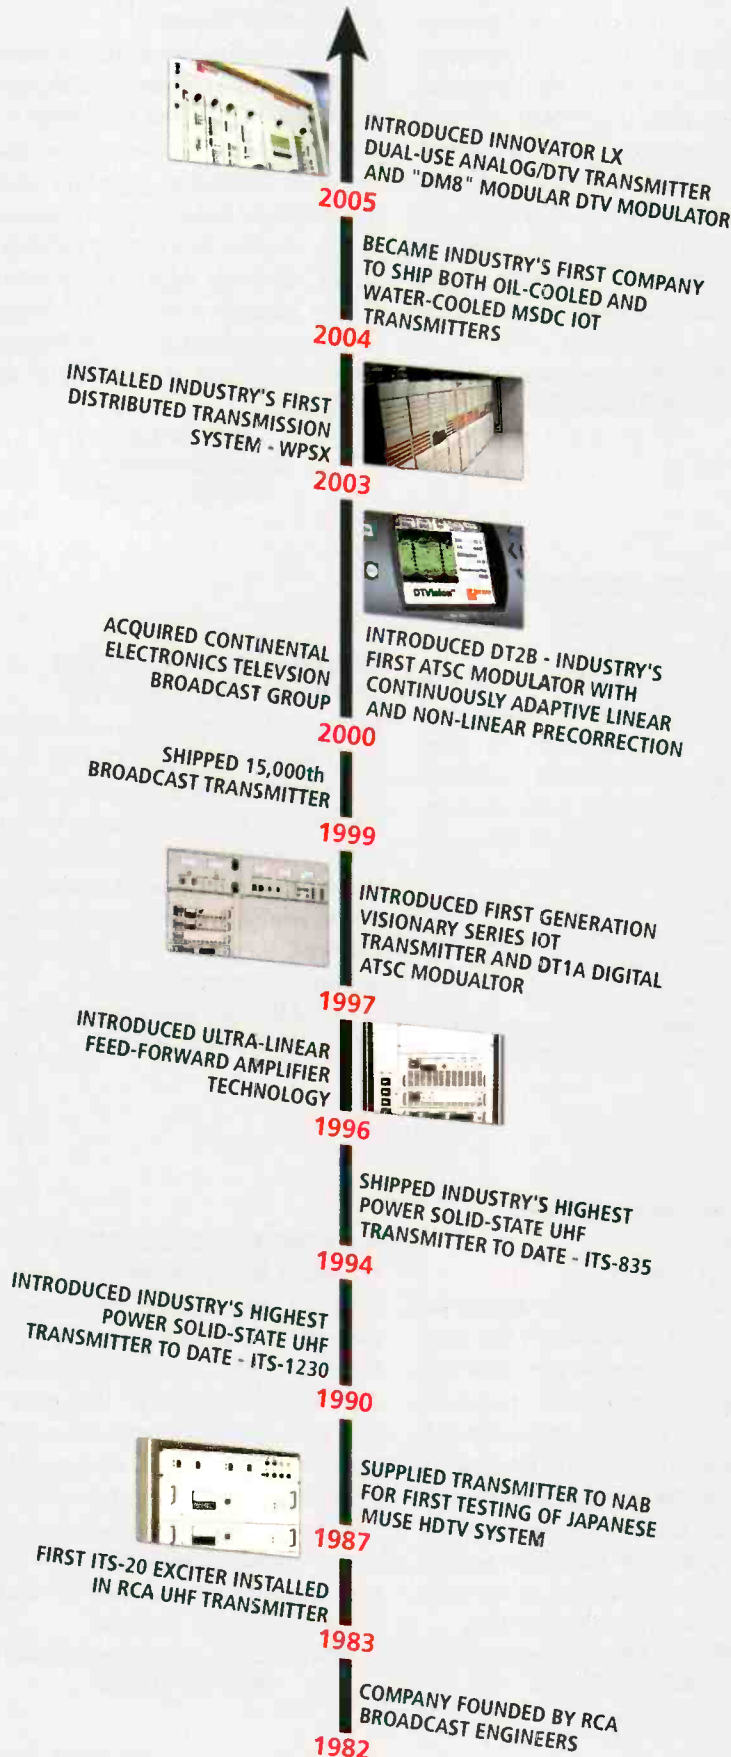 INTRODUCED INNOVATOR LX
DUAL-USE ANALOG/DTV TRANSMITTER
AND "DM8" MODULAR DTV MODULATOR
2005
BECAME INDUSTRY'S FIRST COMPANY
TO SHIP BOTH OIL-COOLED AND
WATER-COOLED MSDC IOT
TRANSMITTERS
2004
INSTALLED INDUSTRY'S FIRST
DISTRIBUTED TRANSMISSION
SYSTEM - WPSX
2003
DTVision™
ACQUIRED CONTINENTAL
ELECTRONICS TELEVSION
BROADCAST GROUP
INTRODUCED DT2B - INDUSTRY'S
FIRST ATSC MODULATOR WITH
CONTINUOUSLY ADAPTIVE LINEAR
AND NON-LINEAR PRECORRECTION
2000
SHIPPED 15,000th
BROADCAST TRANSMITTER
1999
INTRODUCED FIRST GENERATION
VISIONARY SERIES IOT
TRANSMITTER AND DT1A DIGITAL
ATSC MODUALTOR
1997
INTRODUCED ULTRA-LINEAR
FEED-FORWARD AMPLIFIER
TECHNOLOGY
1996
SHIPPED INDUSTRY'S HIGHEST
POWER SOLID-STATE UHF
TRANSMITTER TO DATE - ITS-835
1994
INTRODUCED INDUSTRY'S HIGHEST
POWER SOLID-STATE UHF
TRANSMITTER TO DATE - ITS-1230
1990
SUPPLIED TRANSMITTER TO NAB
FOR FIRST TESTING OF JAPANESE
MUSE HDTV SYSTEM
1987
FIRST ITS-20 EXCITER INSTALLED
IN RCA UHF TRANSMITTER
1983
COMPANY FOUNDED BY RCA
BROADCAST ENGINEERS
1982